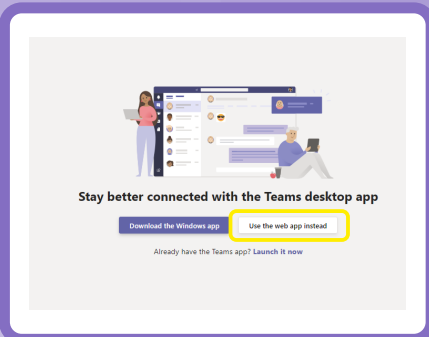 Stay better connected with the Teams desktop app
Download the Windows app
Use the web app instead
Already have the Teams app? Launch it now